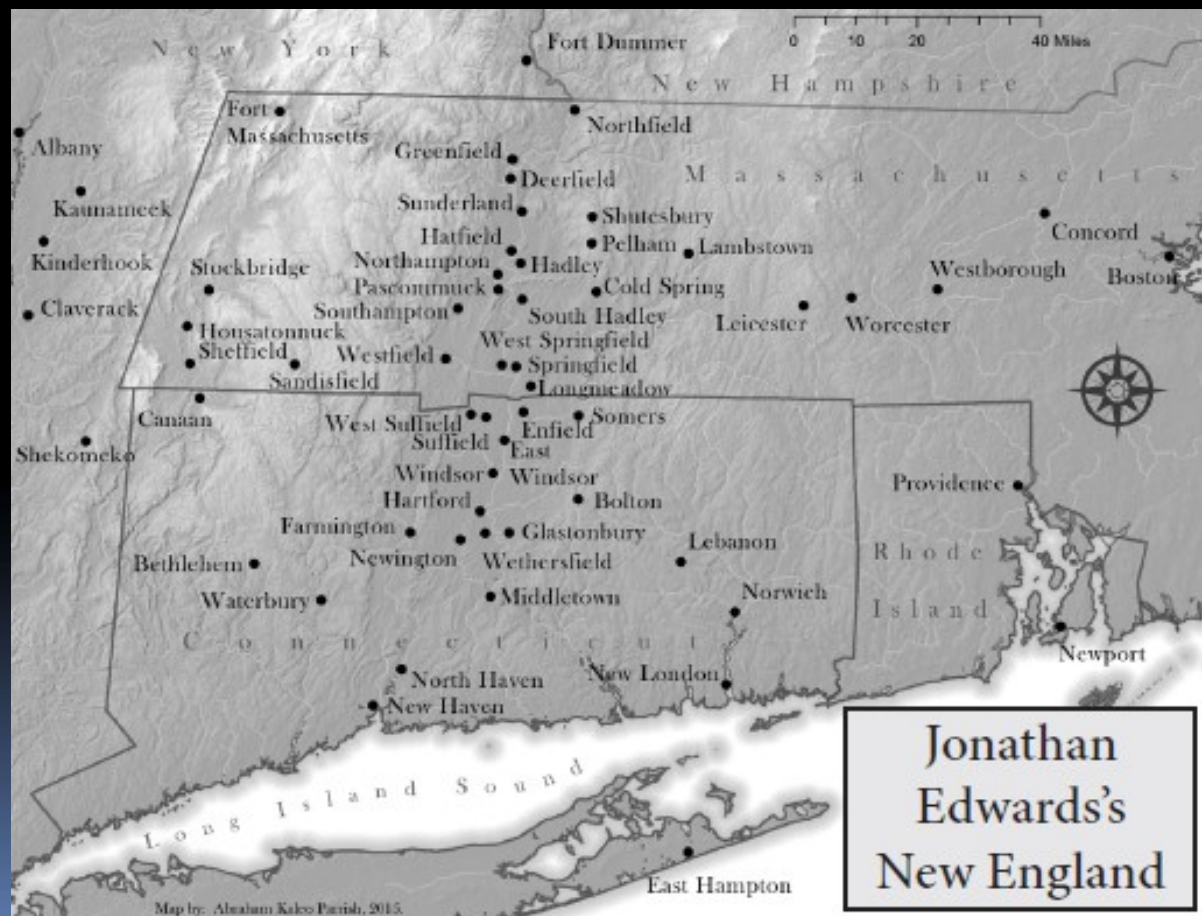 New York
Fort Dummer
0 10 20 40 Miles
New Hampshire
Fort
Massachusetts
Northfield
Albany
Greenfield
Deerfield
Massachusetts
Kaunameek
Sunderland
Shutesbury
Concord
Kinderhook
Hatfield
Pelham
Lambstown
Boston
Stockbridge
Northampton
Hadley
Westborough
Claverack
Pascommuck
Cold Spring
Southampton
South Hadley
Leicester
Worcester
Housatonnuck
West Springfield
Sheffield
Westfield
Springfield
Sandisfield
Longmeadow
Canaan
West Suffield
Enfield
Somers
Suffield
East
Windsor
Shekomeko
Windsor
Hartford
Bolton
Providence
Farmington
Glastonbury
Newington
Wethersfield
Lebanon
Rhode
Island
Bethlehem
Waterbury
Middletown
Norwich
Connecticut
Newport
North Haven
New London
New Haven
Long Island Sound
East Hampton
Jonathan
Edwards's
New England
Map by: Abraham Kaleo Parrish, 2015.